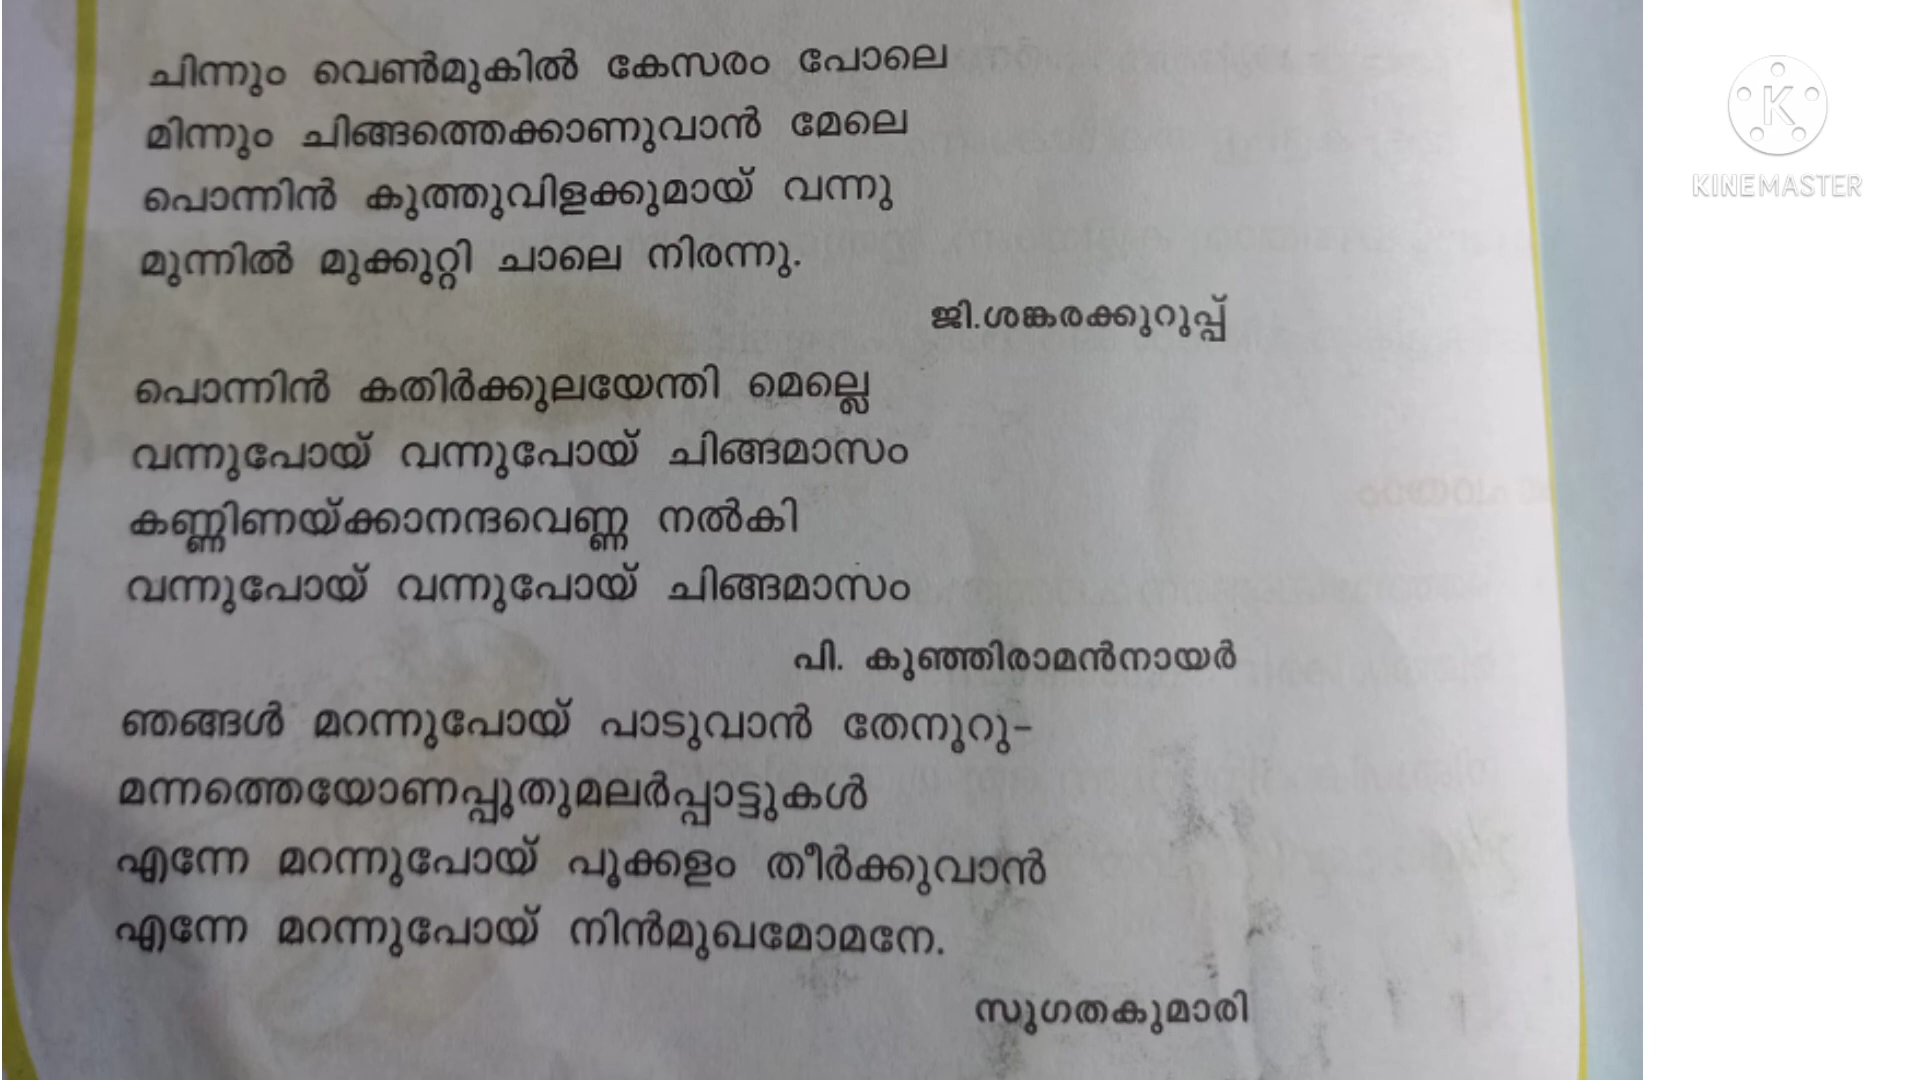 ചിന്നും വെൺമുകിൽ കേസരം പോലെ
മിന്നും ചിങ്ങത്തെക്കാണുവാൻ മേലെ
പൊന്നിൻ കുത്തുവിളക്കുമായ് വന്നു
മുന്നിൽ മുക്കുറ്റി ചാലെ നിരന്നു.
ജി.ശങ്കരക്കുറുപ്പ്
പൊന്നിൻ കതിർക്കുലയേന്തി മെല്ലെ
വന്നുപോയ് വന്നുപോയ് ചിങ്ങമാസം
കണ്ണിണയ്ക്കാനന്ദവെണ്ണ നൽകി
വന്നുപോയ് വന്നുപോയ് ചിങ്ങമാസം
പി. കുഞ്ഞിരാമൻനായർ
ഞങ്ങൾ മറന്നുപോയ് പാടുവാൻ തേനൂറു-
മന്നത്തെയോണപ്പുതുമലർപ്പാട്ടുകൾ
എന്നേ മറന്നുപോയ് പൂക്കളം തീർക്കുവാൻ
എന്നേ മറന്നുപോയ് നിൻമുഖമോമനേ.
സുഗതകുമാരി
KINEMASTER